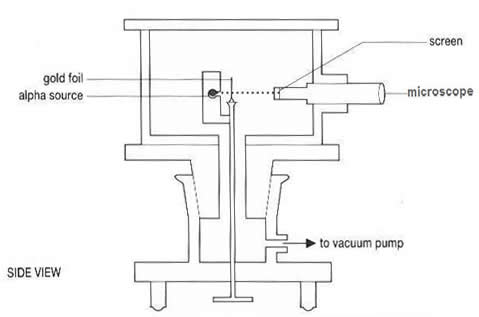 screen
gold foil
alpha source
microscope
to vacuum pump
SIDE VIEW